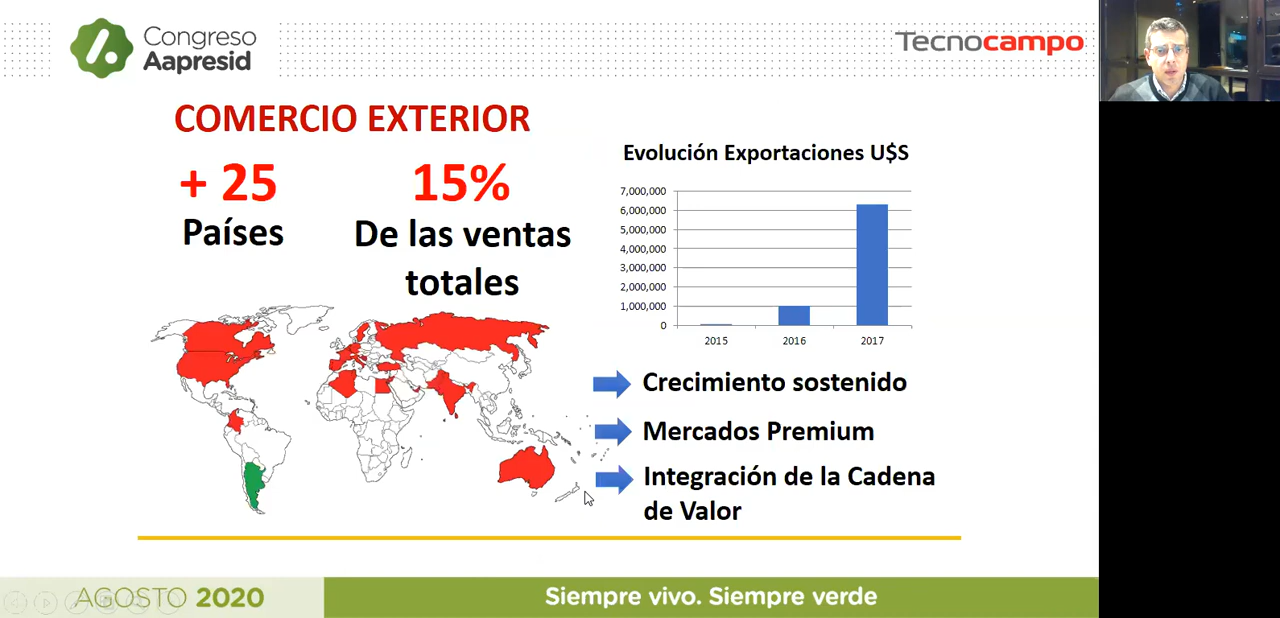 Congreso
Aapresid
Tecnocampo
COMERCIO EXTERIOR
+ 25
Países
15%
De las ventas
totales
Evolución Exportaciones U$S
7,000,000
6,000,000
5,000,000
4,000,000
3,000,000
2,000,000
1,000,000
0
2015 2016 2017
Crecimiento sostenido
Mercados Premium
Integración de la Cadena
de Valor
AGOSTO 2020
Siempre vivo. Siempre verde